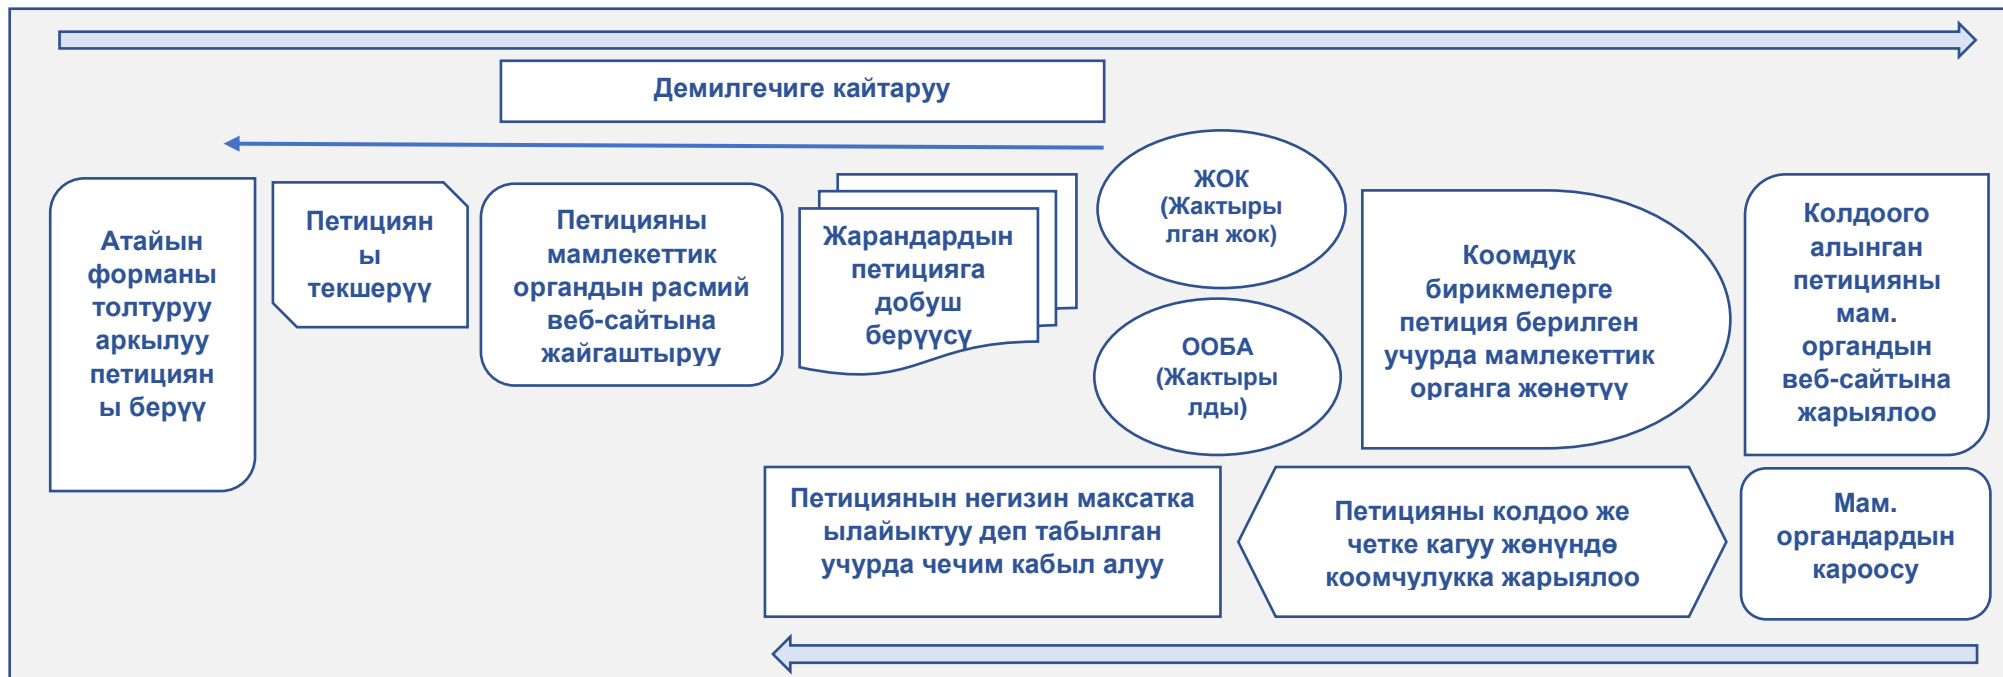 Демилгечиге кайтаруу
Атайын
форманы
толтуруу
аркылуу
петициян
ы берүү
Петициян
ы
текшерүү
Петицияны
мамлекеттик
органдын расмий
веб-сайтына
жайгаштыруу
Жарандардын
петицияга
добуш
берүүсү
ЖОК
(Жактыры
лган жок)
ООБА
(Жактыры
лды)
Коомдук
бирикмелерге
петиция берилген
учурда мамлекеттик
органга жөнөтүү
Колдоого
алынган
петицияны
мам.
органдын
веб-сайтына
жарыялоо
Мам.
органдардын
кароосу
Петицияны колдоо же
четке кагуу жөнүндө
коомчулукка жарыялоо
Петициянын негизин максатка
ылайыктуу деп табылган
учурда чечим кабыл алуу